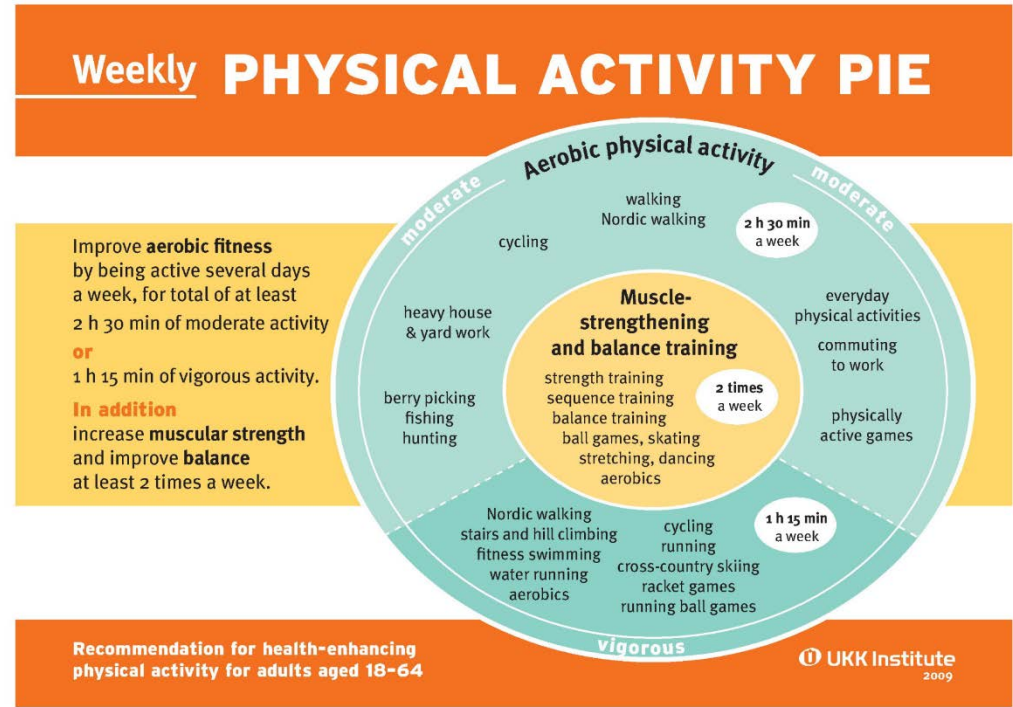 Weekly PHYSICAL ACTIVITY PIE
Improve aerobic fitness
by being active several days
a week, for total of at least
2 h 30 min of moderate activity
or
1 h 15 min of vigorous activity.
In addition
increase muscular strength
and improve balance
at least 2 times a week.
Aerobic physical activity
moderate
moderate
walking
Nordic walking
2 h 30 min
a week
cycling
heavy house
& yard work
berry picking
fishing
hunting
everyday
physical activities
commuting
to work
physically
active games
Muscle-
strengthening
and balance training
strength training
sequence training
balance training
ball games, skating
stretching, dancing
aerobics
2 times
a week
Nordic walking
stairs and hill climbing
fitness swimming
water running
aerobics
cycling
running
cross-country skiing
racket games
running ball games
1 h 15 min
a week
vigorous
Recommendation for health-enhancing
physical activity for adults aged 18-64
UKK Institute
2009